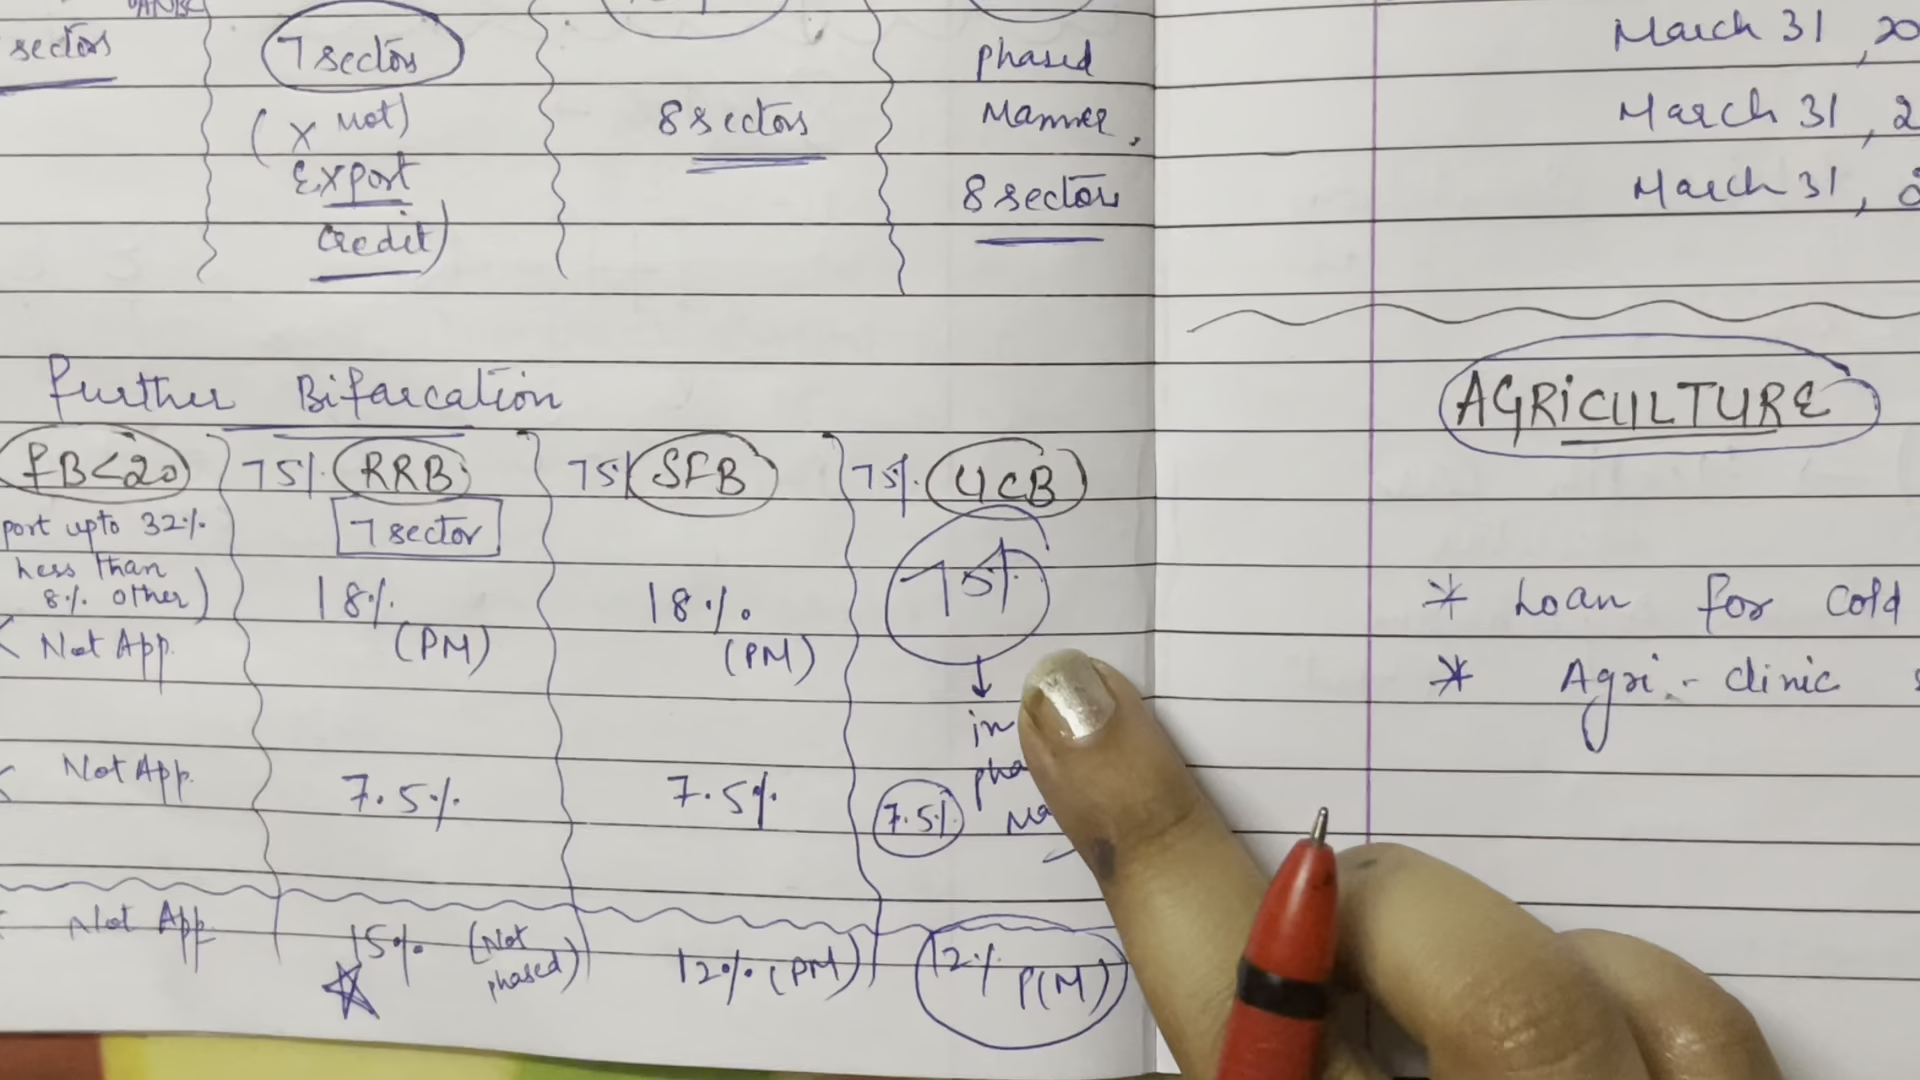 sectors
7 sectors
(x Not)
Export
Credit)
8 sectors
phased
Manner,
8 sectors
Further Bifarcation
FB<20
port upto 32%
Less than
8% other)
Not App.
Not App.
Not App.
75% RRB
7 sector
18%
(PM)
7.5%
15% (Not
phased)
75% SFB
18%
(PM)
7.5%
12% (PM)
75% UCB
75%
in
pha
7.5% Ma
12% P(M)
March 31, 20
March 31, 2
March 31,
AGRICULTURE
* Loan for cold
* Agri - clinic